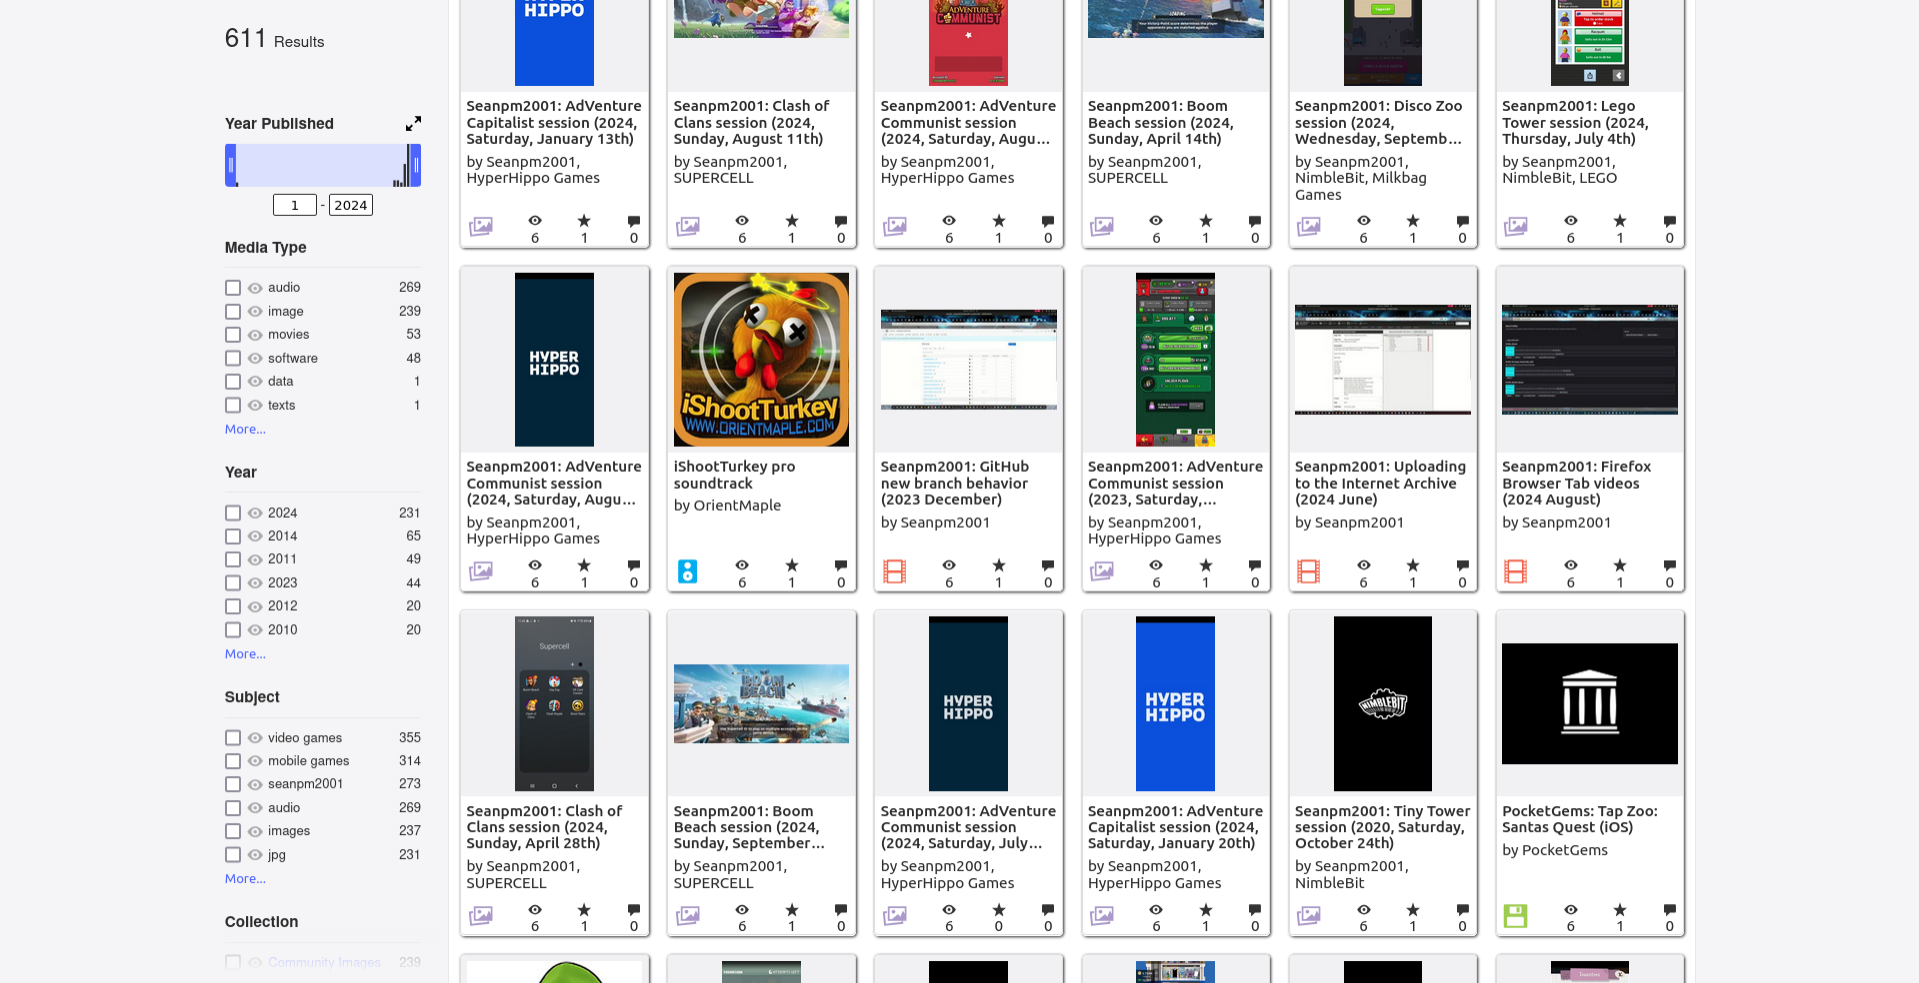 611 Results
Year Published
1 - 2024
Media Type
audio 269
image 239
movies 53
software 48
data 1
texts 1
More...
Year
2024 231
2014 65
2011 49
2023 44
2012 20
2010 20
More...
Subject
video games 355
mobile games 314
seanpm2001 273
audio 269
images 237
jpg 231
More...
Collection
Community Images 239
HYPER
HIPPO
Seanpm2001: AdVenture
Capitalist session (2024,
Saturday, January 13th)
by Seanpm2001,
HyperHippo Games
6 1 0
Seanpm2001: Clash of
Clans session (2024,
Sunday, August 11th)
by Seanpm2001,
SUPERCELL
6 1 0
ADVENTURE
COMMUNIST
Seanpm2001: AdVenture
Communist session
(2024, Saturday, Augu...
by Seanpm2001,
HyperHippo Games
6 1 0
LOADING
Seanpm2001: Boom
Beach session (2024,
Sunday, April 14th)
by Seanpm2001,
SUPERCELL
6 1 0
Seanpm2001: Disco Zoo
session (2024,
Wednesday, Septemb...
by Seanpm2001,
NimbleBit, Milkbag
Games
6 1 0
Seanpm2001: Lego
Tower session (2024,
Thursday, July 4th)
by Seanpm2001,
NimbleBit, LEGO
6 1 0
HYPER
HIPPO
Seanpm2001: AdVenture
Communist session
(2024, Saturday, Augu...
by Seanpm2001,
HyperHippo Games
6 1 0
iShootTurkey
WWW.ORIENTMAPLE.COM
iShootTurkey pro
soundtrack
by OrientMaple
6 1 0
Seanpm2001: GitHub
new branch behavior
(2023 December)
by Seanpm2001
6 1 0
Seanpm2001: AdVenture
Communist session
(2023, Saturday,...
by Seanpm2001,
HyperHippo Games
6 1 0
Seanpm2001: Uploading
to the Internet Archive
(2024 June)
by Seanpm2001
6 1 0
Seanpm2001: Firefox
Browser Tab videos
(2024 August)
by Seanpm2001
6 1 0
Supercell
Seanpm2001: Clash of
Clans session (2024,
Sunday, April 28th)
by Seanpm2001,
SUPERCELL
6 1 0
BOOM
BEACH
Seanpm2001: Boom
Beach session (2024,
Sunday, September...
by Seanpm2001,
SUPERCELL
6 1 0
HYPER
HIPPO
Seanpm2001: AdVenture
Communist session
(2024, Saturday, July...
by Seanpm2001,
HyperHippo Games
6 0 0
HYPER
HIPPO
Seanpm2001: AdVenture
Capitalist session (2024,
Saturday, January 20th)
by Seanpm2001,
HyperHippo Games
6 1 0
NIMBLEBIT
Seanpm2001: Tiny Tower
session (2020, Saturday,
October 24th)
by Seanpm2001,
NimbleBit
6 1 0
PocketGems: Tap Zoo:
Santas Quest (iOS)
by PocketGems
6 1 0